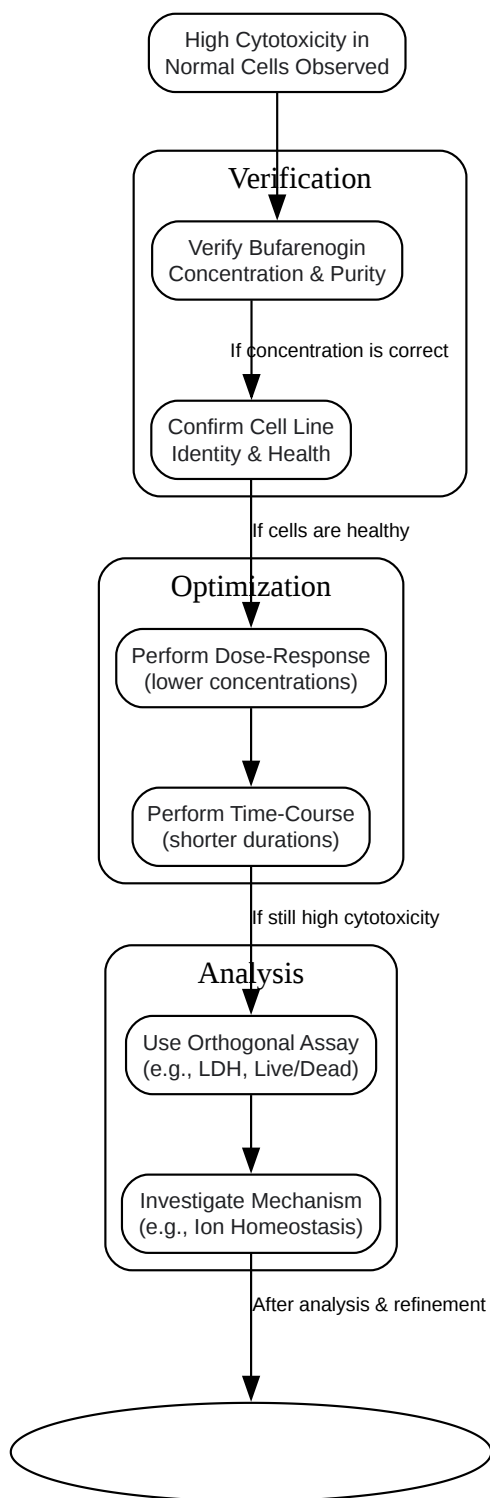 High Cytotoxicity in
Normal Cells Observed
Verification
Verify Bufarenogin
Concentration & Purity
If concentration is correct
Confirm Cell Line
Identity & Health
If cells are healthy
Optimization
Perform Dose-Response
(lower concentrations)
Perform Time-Course
(shorter durations)
If still high cytotoxicity
Analysis
Use Orthogonal Assay
(e.g., LDH, Live/Dead)
Investigate Mechanism
(e.g., Ion Homeostasis)
After analysis & refinement